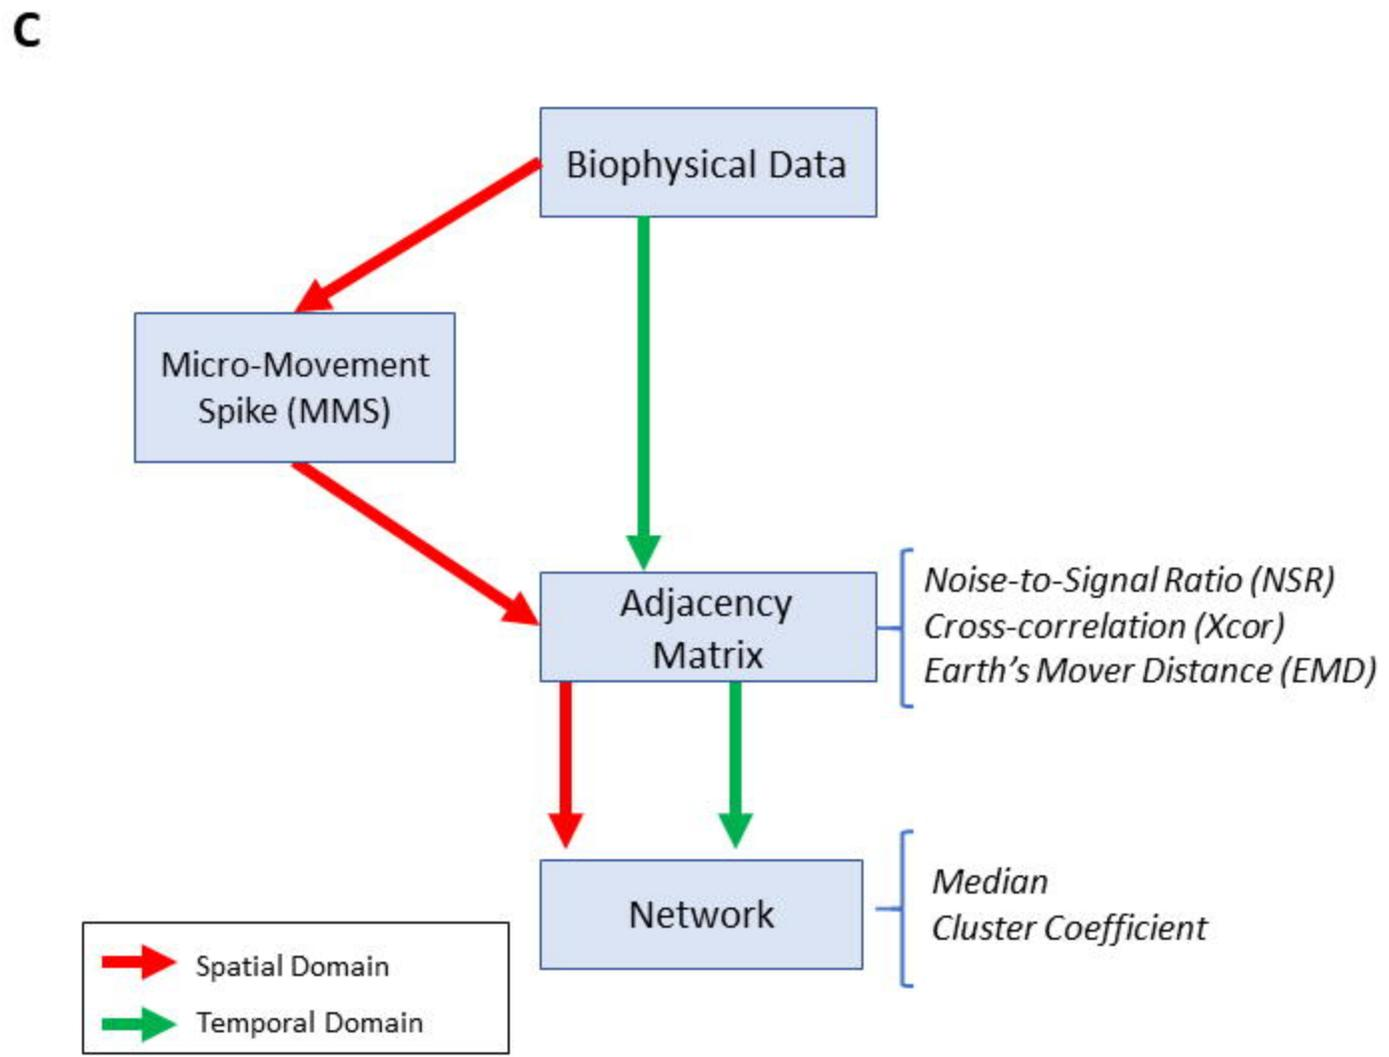 C
Biophysical Data
Micro-Movement
Spike (MMS)
Adjacency
Matrix
Noise-to-Signal Ratio (NSR)
Cross-correlation (Xcor)
Earth's Mover Distance (EMD)
Network
Median
Cluster Coefficient
Spatial Domain
Temporal Domain